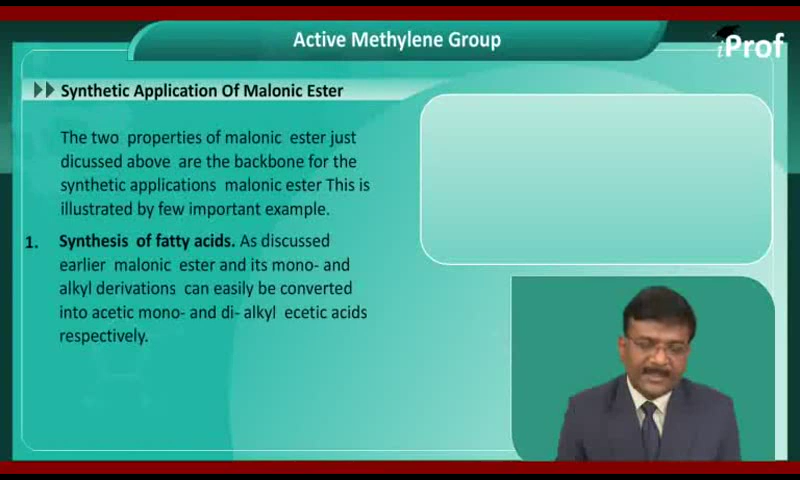 Active Methylene Group
iProf
Synthetic Application Of Malonic Ester
The two properties of malonic ester just
dicussed above are the backbone for the
synthetic applications malonic ester This is
illustrated by few important example.
1. Synthesis of fatty acids. As discussed
earlier malonic ester and its mono- and
alkyl derivations can easily be converted
into acetic mono- and di- alkyl ecetic acids
respectively.